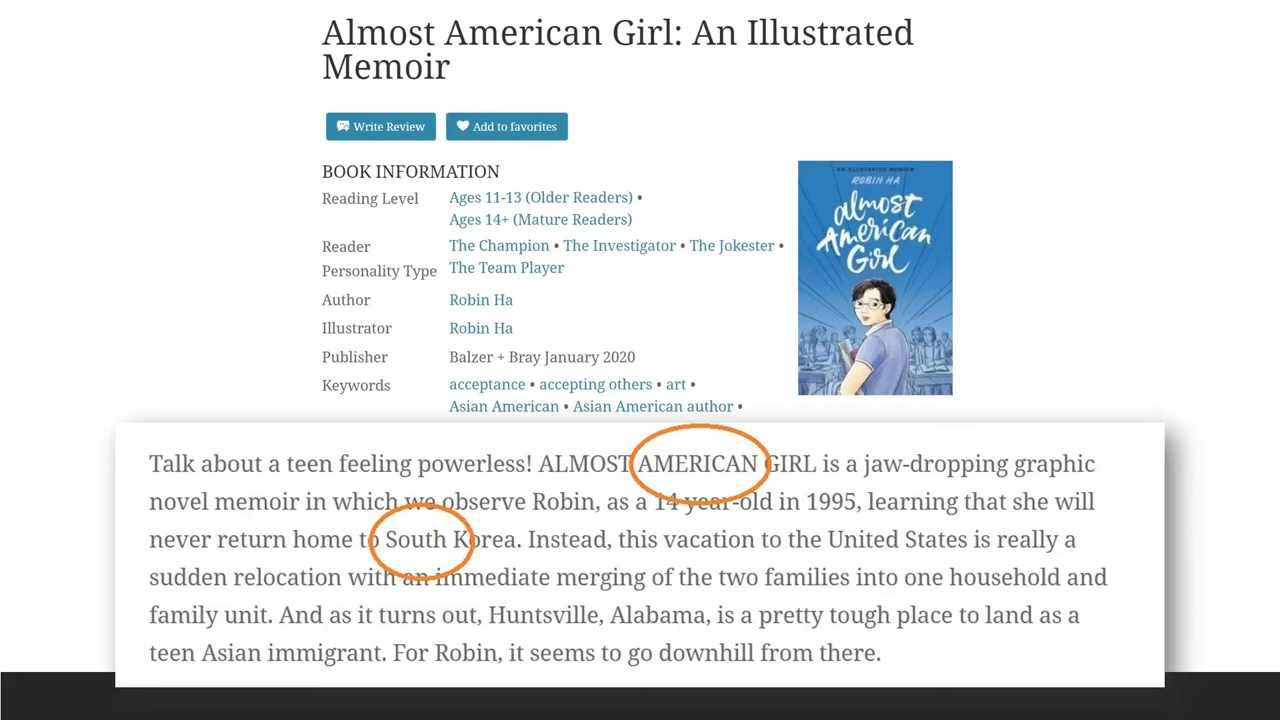 Almost American Girl: An Illustrated
Memoir
Write Review
Add to favorites
BOOK INFORMATION
Reading Level
Ages 11-13 (Older Readers) •
Ages 14+ (Mature Readers)
Reader
Personality Type
The Champion • The Investigator • The Jokester •
The Team Player
Author
Robin Ha
Illustrator
Robin Ha
Publisher
Balzer + Bray January 2020
Keywords
acceptance • accepting others • art •
Asian American • Asian American author •
AN ILLUSTRATED MEMOIR
ROBIN HA
almost
American
Girl
Talk about a teen feeling powerless! ALMOST AMERICAN GIRL is a jaw-dropping graphic
novel memoir in which we observe Robin, as a 14 year-old in 1995, learning that she will
never return home to South Korea. Instead, this vacation to the United States is really a
sudden relocation with an immediate merging of the two families into one household and
family unit. And as it turns out, Huntsville, Alabama, is a pretty tough place to land as a
teen Asian immigrant. For Robin, it seems to go downhill from there.